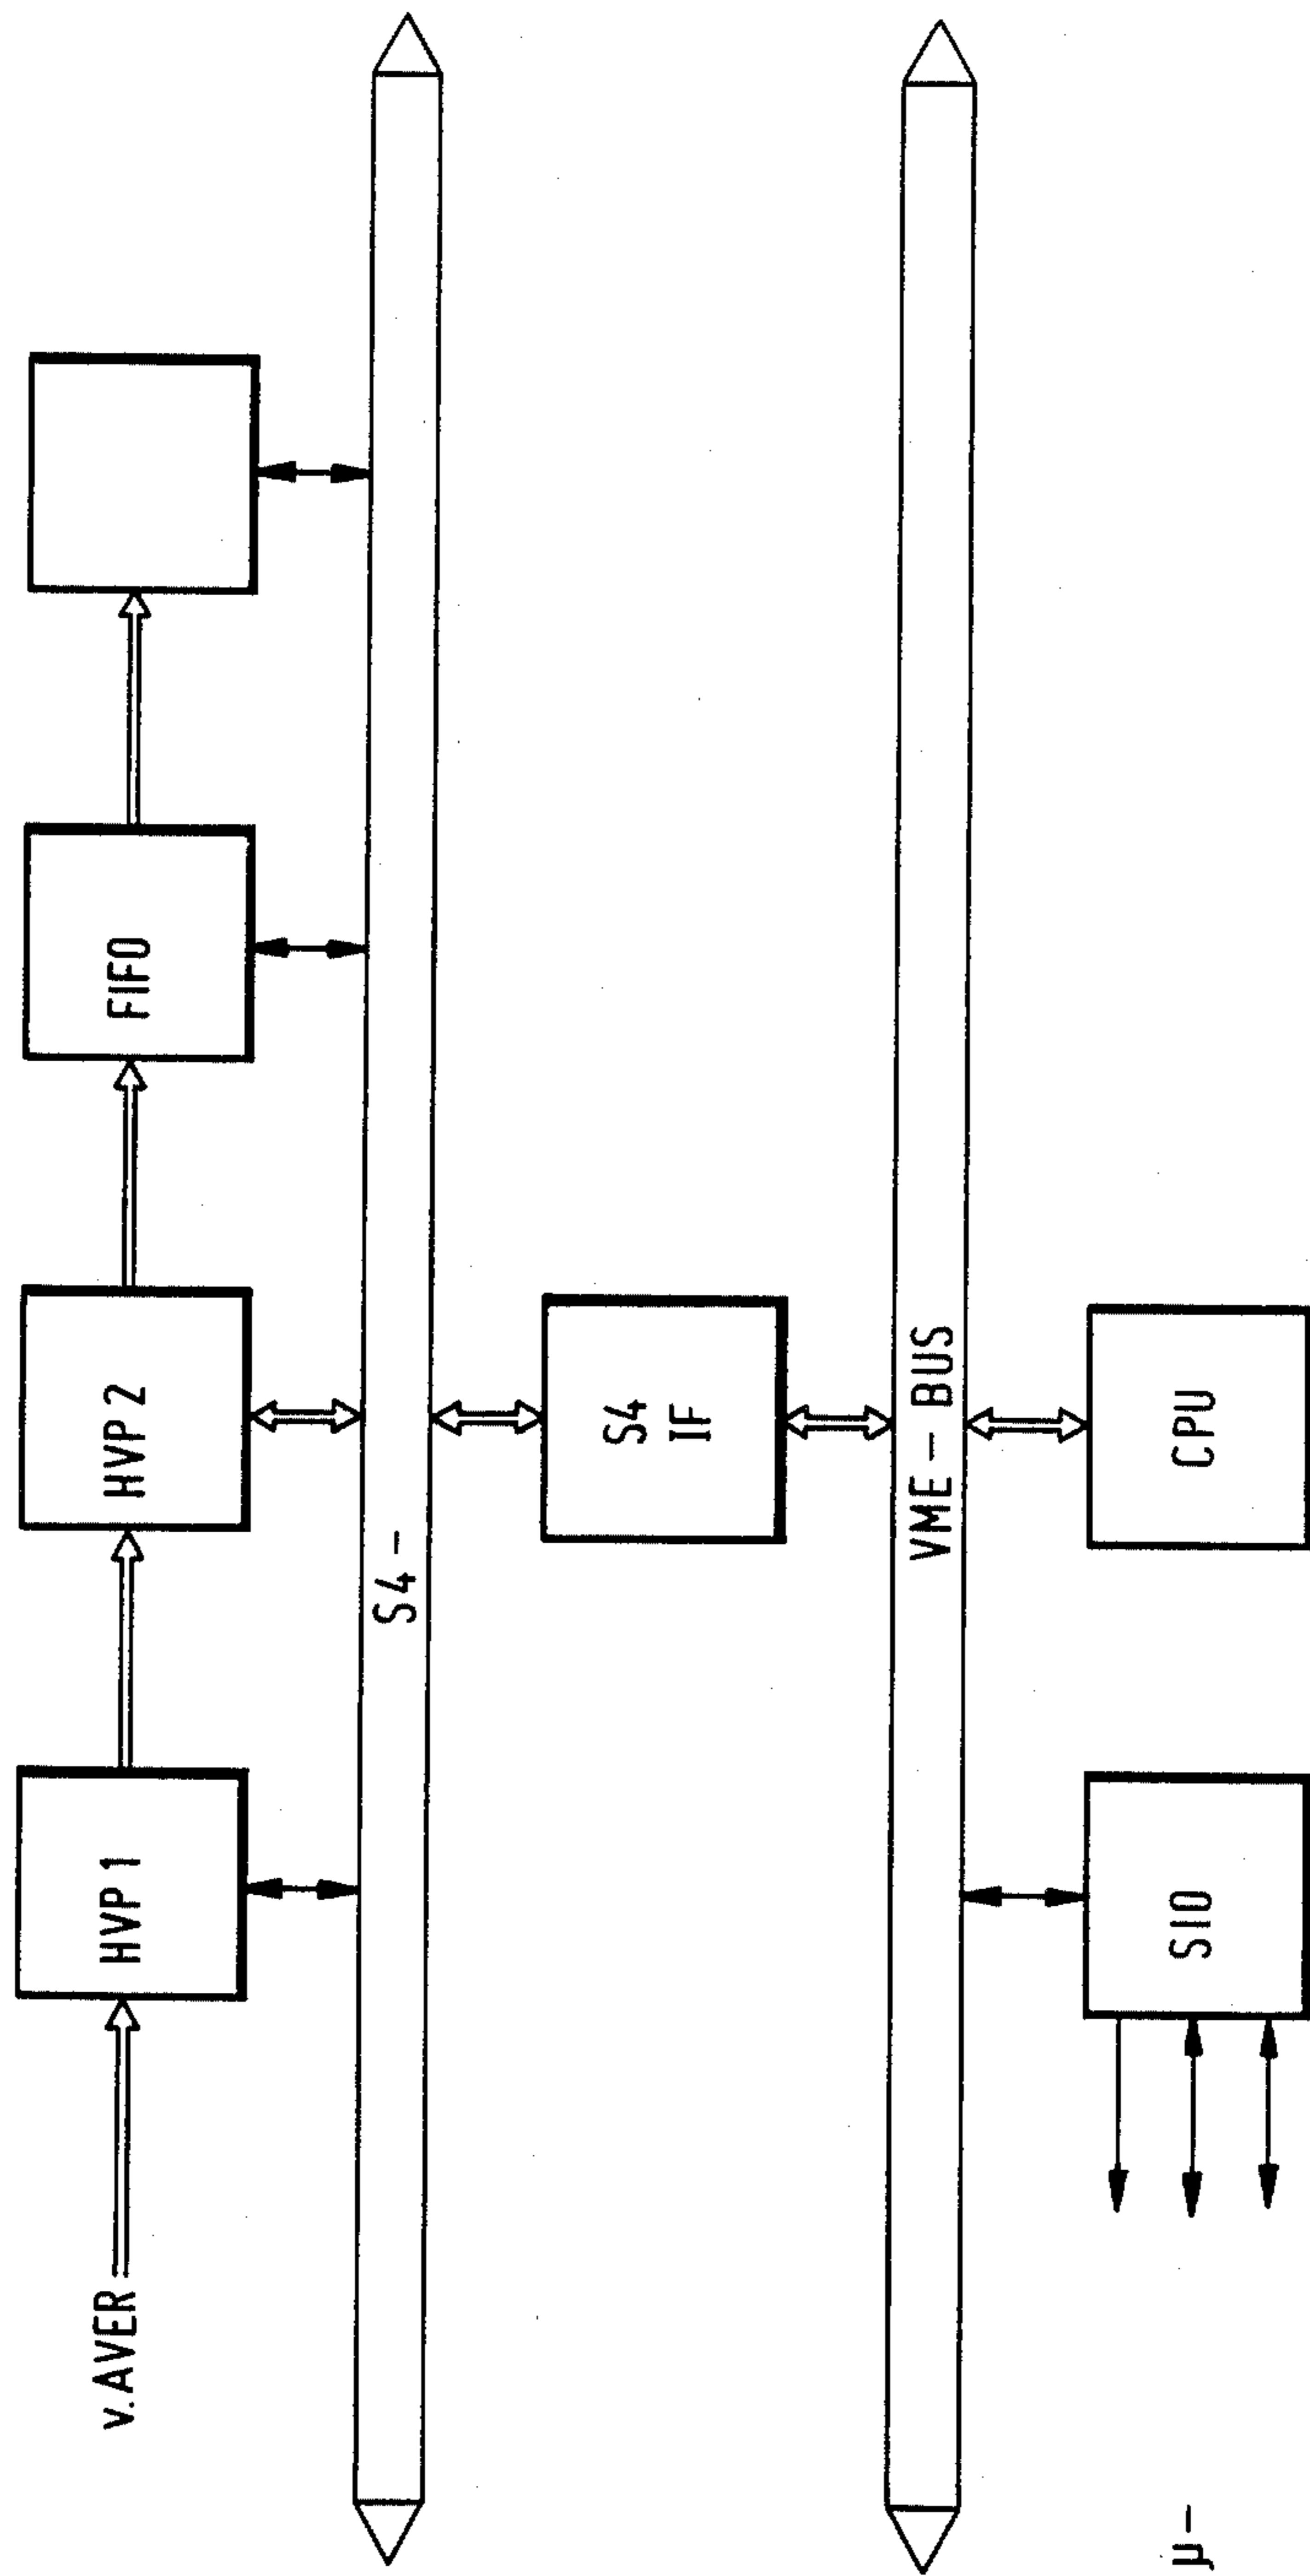 v.AVER
HVP 1
HVP 2
FIFO
S4 -
S4
IF
VME - BUS
SIO
CPU
μ-